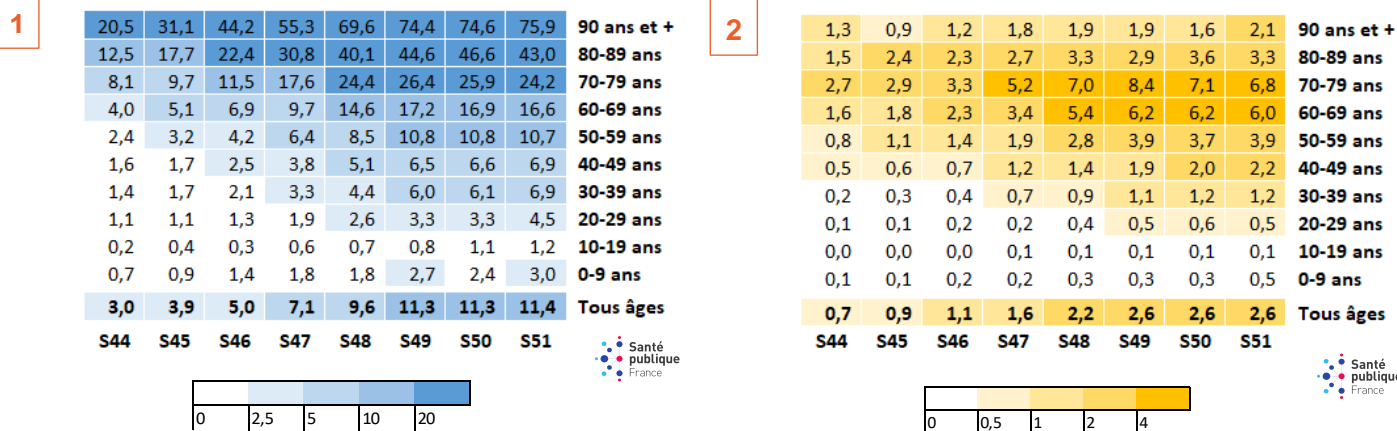 1
20,5 31,1 44,2 55,3 69,6 74,4 74,6 75,9 90 ans et +
12,5 17,7 22,4 30,8 40,1 44,6 46,6 43,0 80-89 ans
8,1 9,7 11,5 17,6 24,4 26,4 25,9 24,2 70-79 ans
4,0 5,1 6,9 9,7 14,6 17,2 16,9 16,6 60-69 ans
2,4 3,2 4,2 6,4 8,5 10,8 10,8 10,7 50-59 ans
1,6 1,7 2,5 3,8 5,1 6,5 6,6 6,9 40-49 ans
1,4 1,7 2,1 3,3 4,4 6,0 6,1 6,9 30-39 ans
1,1 1,1 1,3 1,9 2,6 3,3 3,3 4,5 20-29 ans
0,2 0,4 0,3 0,6 0,7 0,8 1,1 1,2 10-19 ans
0,7 0,9 1,4 1,8 1,8 2,7 2,4 3,0 0-9 ans
3,0 3,9 5,0 7,1 9,6 11,3 11,3 11,4 Tous âges
S44 S45 S46 S47 S48 S49 S50 S51
Santé
publique
France
0 2,5 5 10 20
2
1,3 0,9 1,2 1,8 1,9 1,9 1,6 2,1 90 ans et +
1,5 2,4 2,3 2,7 3,3 2,9 3,6 3,3 80-89 ans
2,7 2,9 3,3 5,2 7,0 8,4 7,1 6,8 70-79 ans
1,6 1,8 2,3 3,4 5,4 6,2 6,2 6,0 60-69 ans
0,8 1,1 1,4 1,9 2,8 3,9 3,7 3,9 50-59 ans
0,5 0,6 0,7 1,2 1,4 1,9 2,0 2,2 40-49 ans
0,2 0,3 0,4 0,7 0,9 1,1 1,2 1,2 30-39 ans
0,1 0,1 0,2 0,2 0,4 0,5 0,6 0,5 20-29 ans
0,0 0,0 0,0 0,1 0,1 0,1 0,1 0,1 10-19 ans
0,1 0,1 0,2 0,2 0,3 0,3 0,3 0,5 0-9 ans
0,7 0,9 1,1 1,6 2,2 2,6 2,6 2,6 Tous âges
S44 S45 S46 S47 S48 S49 S50 S51
Santé
publique
France
0 0,5 1 2 4